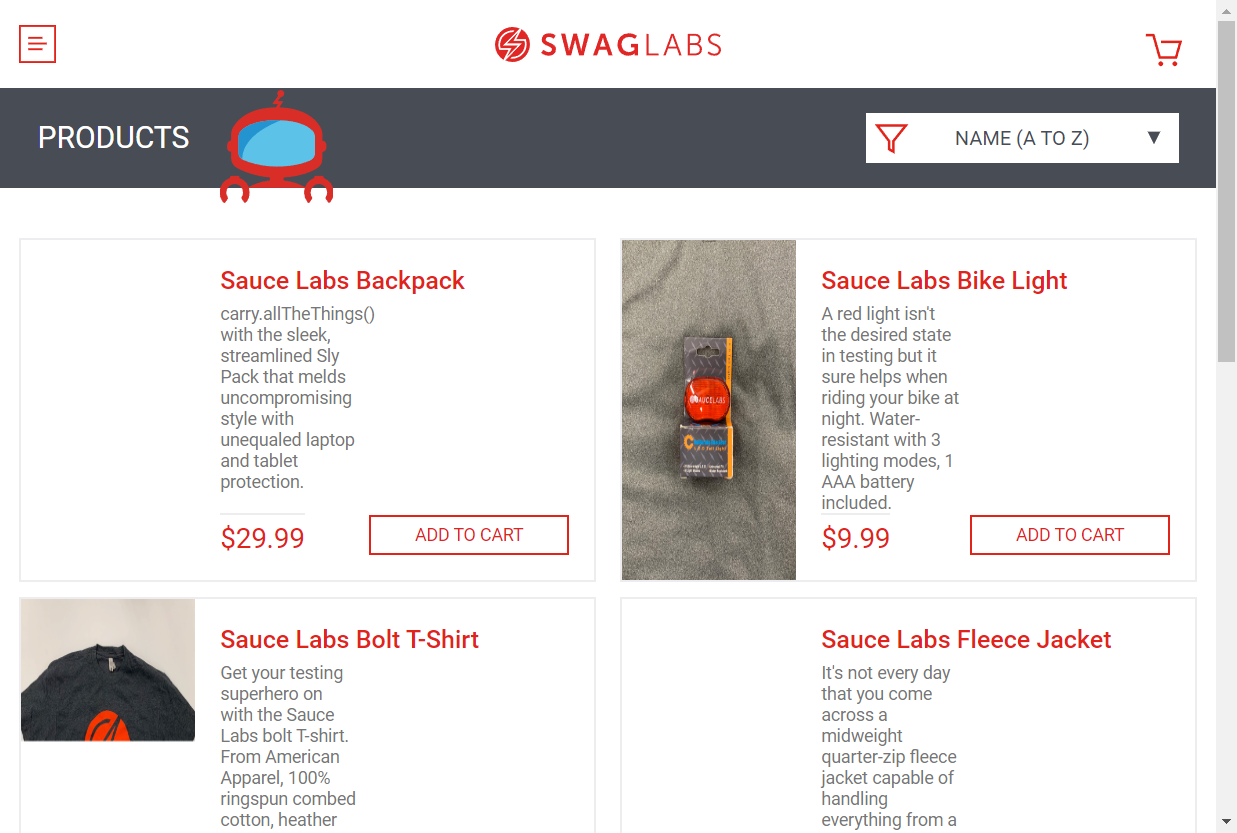 SWAGLABS
PRODUCTS
NAME (A TO Z)
Sauce Labs Backpack
carry.allTheThings()
with the sleek,
streamlined Sly
Pack that melds
uncompromising
style with
unequaled laptop
and tablet
protection.
$29.99
ADD TO CART
SAUCELABS
Sauce Labs Bike Light
A red light isn't
the desired state
in testing but it
sure helps when
riding your bike at
night. Water-
resistant with 3
lighting modes, 1
AAA battery
included.
$9.99
ADD TO CART
Sauce Labs Bolt T-Shirt
Get your testing
superhero on
with the Sauce
Labs bolt T-shirt.
From American
Apparel, 100%
ringspun combed
cotton, heather
Sauce Labs Fleece Jacket
It's not every day
that you come
across a
midweight
quarter-zip fleece
jacket capable of
handling
everything from a